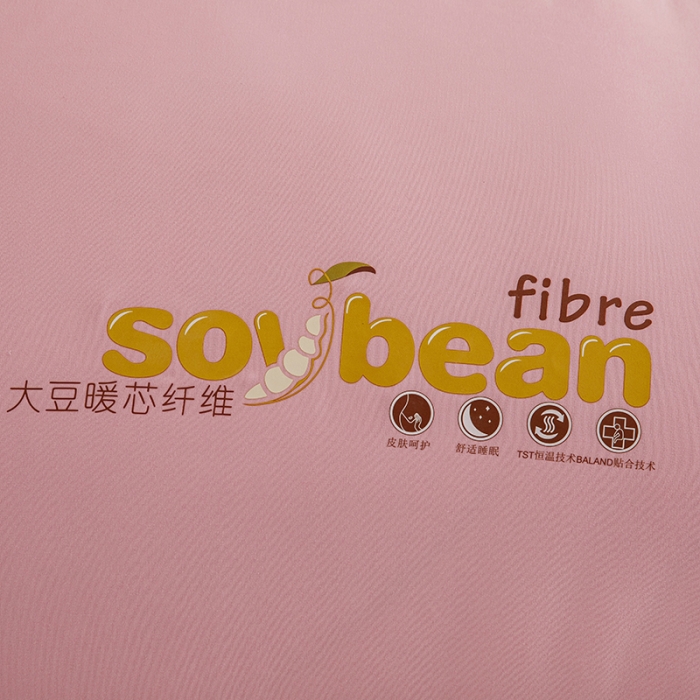 fibre
soybean
大豆暖芯纤维
皮肤呵护
舒适睡眠
TST恒温技术
BALAND贴合技术